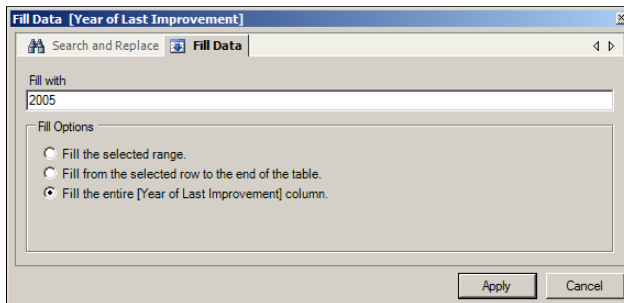 Fill Data [Year of Last Improvement]
Search and Replace Fill Data
Fill with
2005
Fill Options
Fill the selected range.
Fill from the selected row to the end of the table.
Fill the entire [Year of Last Improvement] column.
Apply Cancel